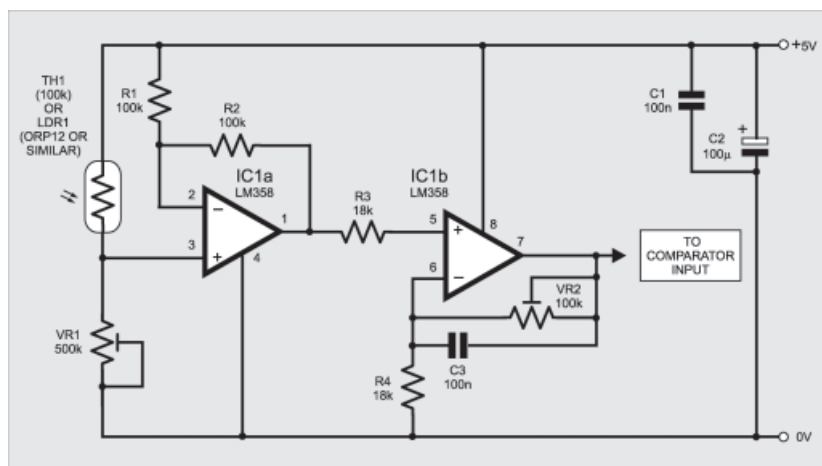 +5V
TH1
(100k)
OR
LDR1
(ORP12 OR
SIMILAR)
R1
100k
R2
100k
C1
100n
C2
100µ
+
IC1a
LM358
IC1b
LM358
R3
18k
2
−
3
+
1
4
5
+
6
−
8
7
TO
COMPARATOR
INPUT
VR2
100k
VR1
500k
C3
100n
R4
18k
0V